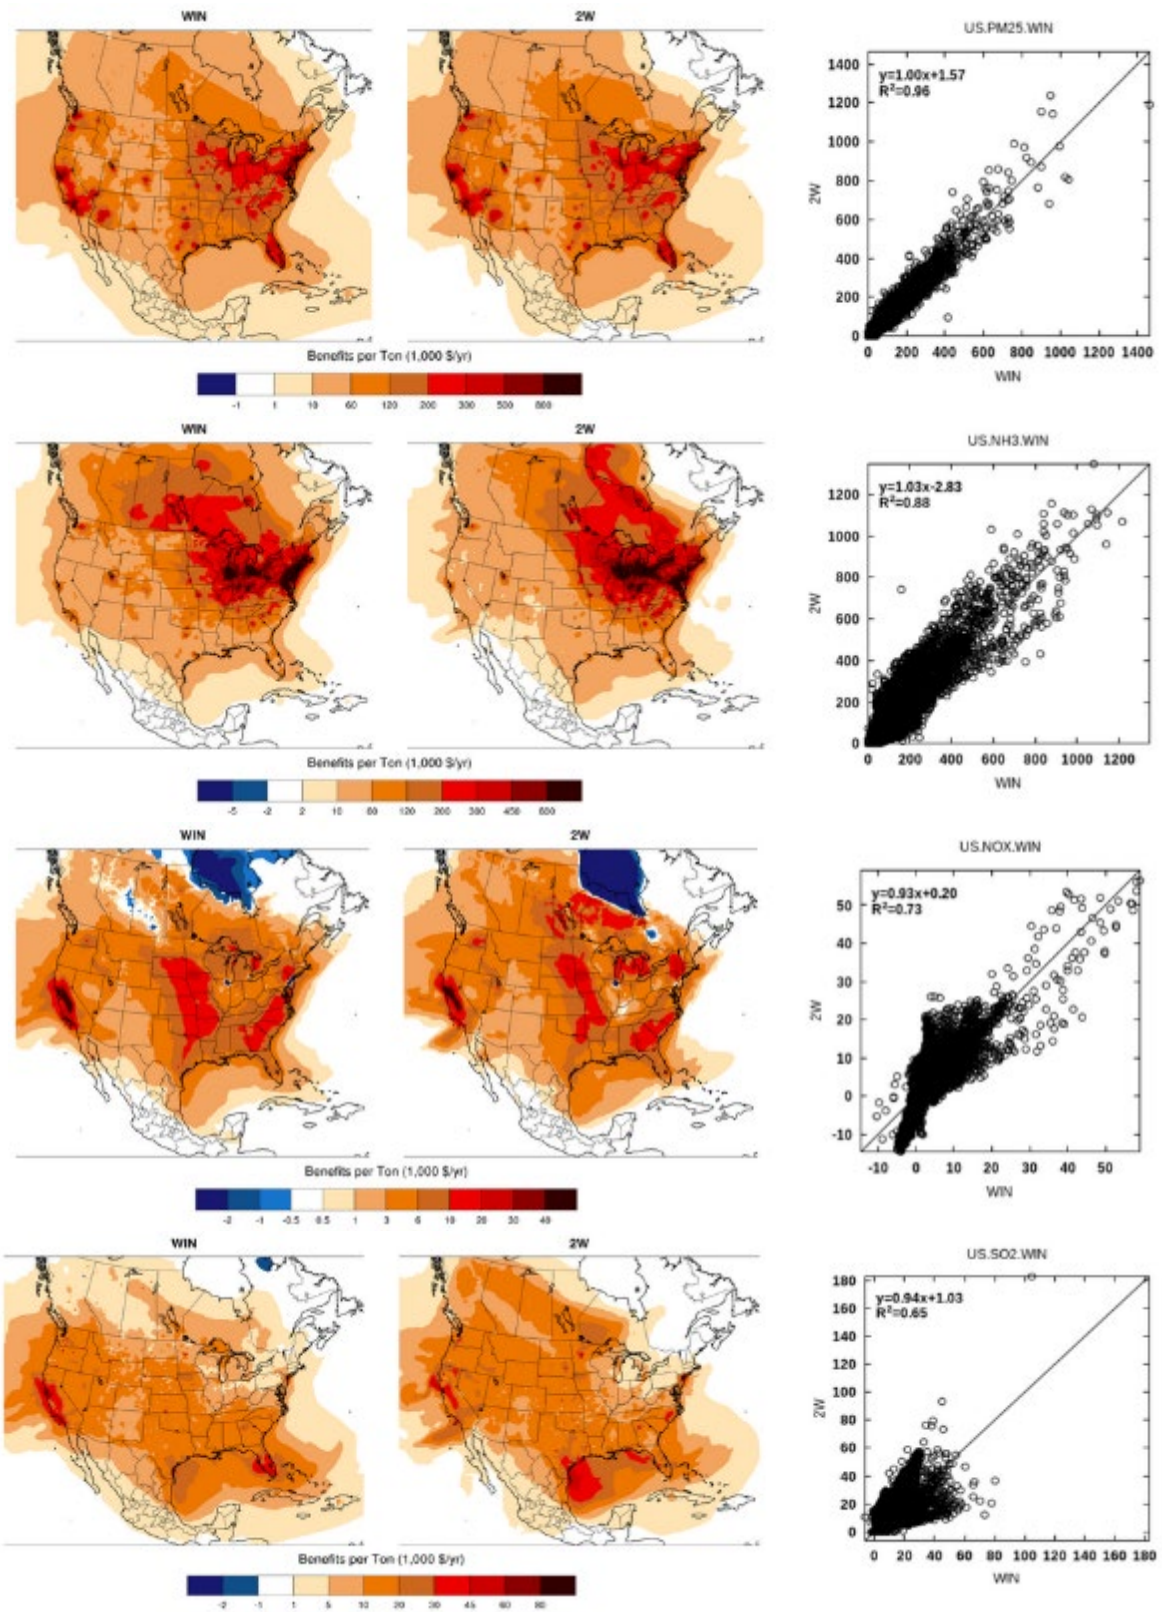 WIN 2W US.PM25.WIN
y=1.00x+1.57
R²=0.96
1400
1200
1000
800
600
400
200
0
2W
0 200 400 600 800 1000 1200 1400
WIN
Benefits per Ton (1,000 $/yr)
-1 1 10 60 120 200 300 500 800
WIN 2W US.NH3.WIN
y=1.03x-2.83
R²=0.88
1200
1000
800
600
400
200
0
2W
0 200 400 600 800 1000 1200
WIN
Benefits per Ton (1,000 $/yr)
-5 -2 2 10 60 120 200 300 450 600
WIN 2W US.NOX.WIN
y=0.93x+0.20
R²=0.73
50
40
30
20
10
0
-10
2W
-10 0 10 20 30 40 50
WIN
Benefits per Ton (1,000 $/yr)
-2 -1 -0.5 0.5 1 3 6 10 20 30 40
WIN 2W US.SO2.WIN
y=0.94x+1.03
R²=0.65
180
160
140
120
100
80
60
40
20
0
2W
0 20 40 60 80 100 120 140 160 180
WIN
Benefits per Ton (1,000 $/yr)
-2 -1 1 5 10 20 30 45 60 80